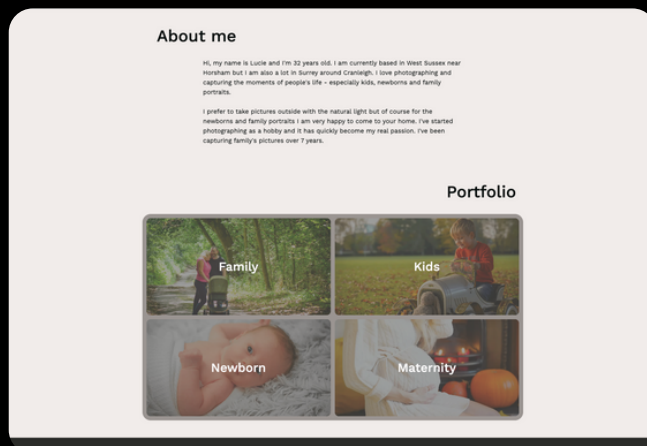 About me
Hi, my name is Lucie and I'm 32 years old. I am currently based in West Sussex near
Horsham but I am also a lot in Surrey around Cranleigh. I love photographing and
capturing the moments of people's life - especially kids, newborns and family
portraits.
I prefer to take pictures outside with the natural light but of course for the
newborns and family portraits I am very happy to come to your home. I've started
photographing as a hobby and it has quickly become my real passion. I've been
capturing family's pictures over 7 years.
Portfolio
Family
Kids
Newborn
Maternity